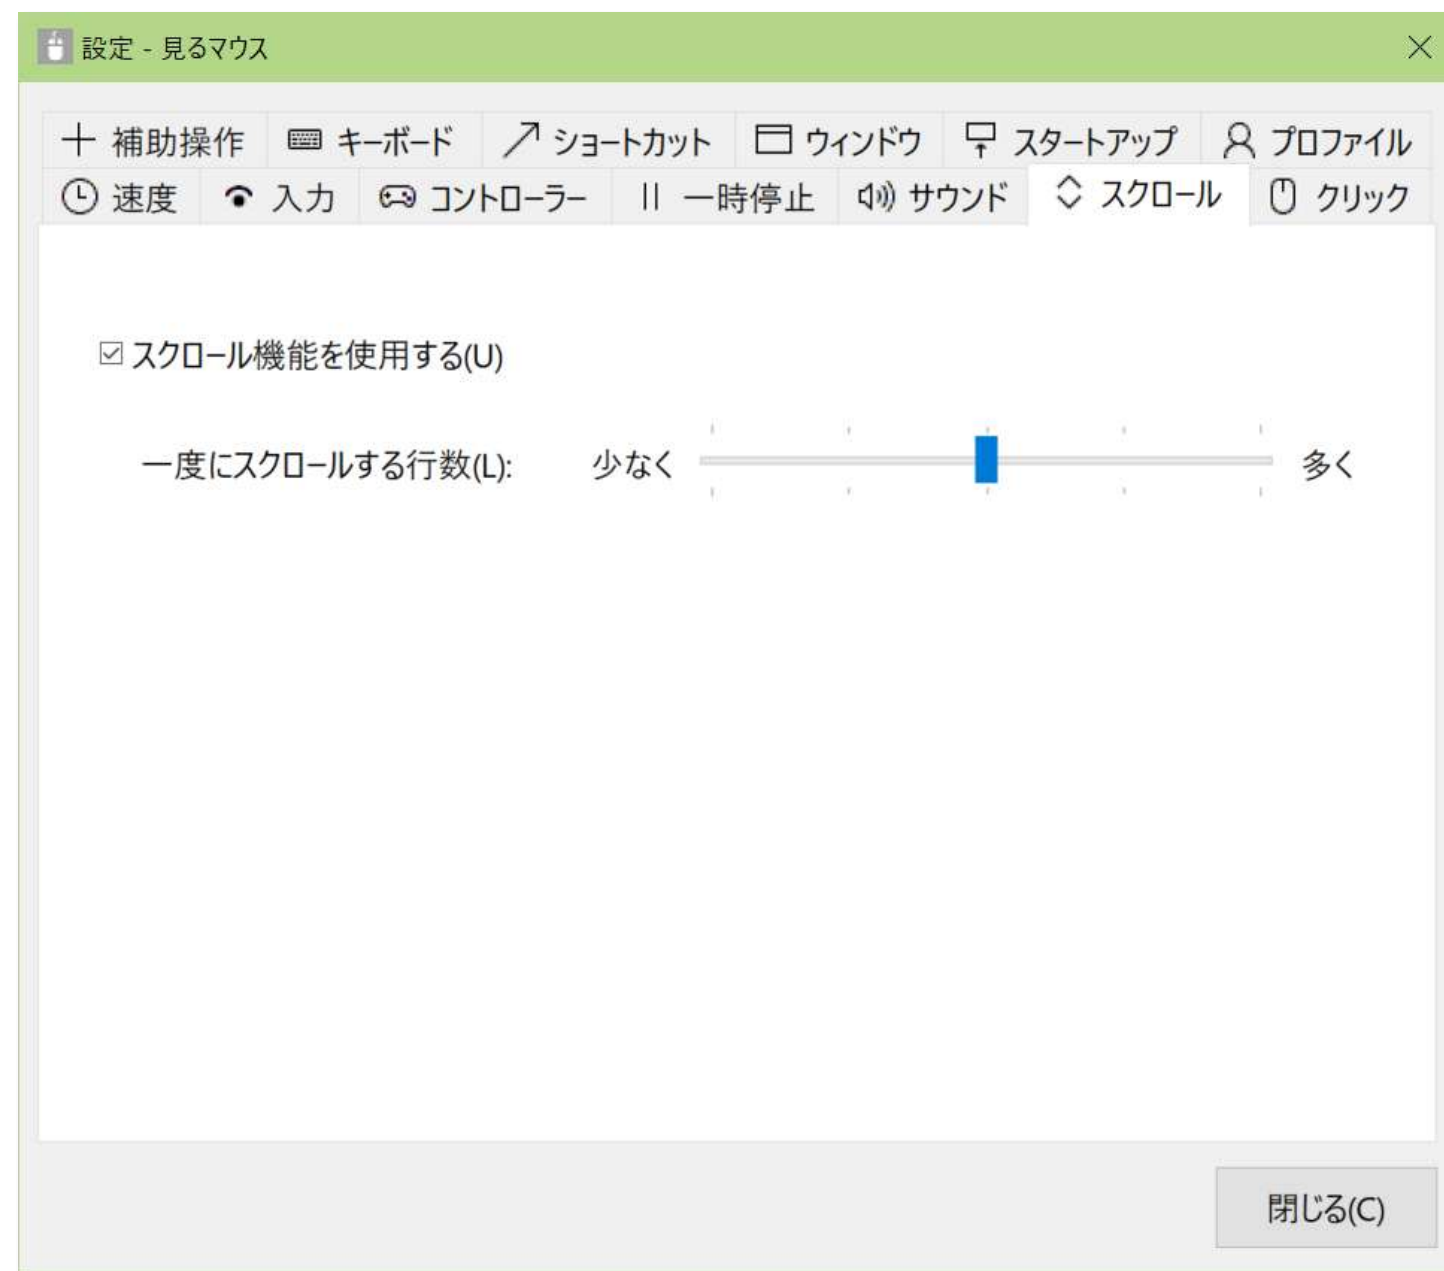 設定 - 見るマウス
補助操作 キーボード ショートカット ウィンドウ スタートアップ プロファイル
速度 入力 コントローラー 一時停止 サウンド スクロール クリック
スクロール機能を使用する(U)
一度にスクロールする行数(L): 少なく 多く
閉じる(C)